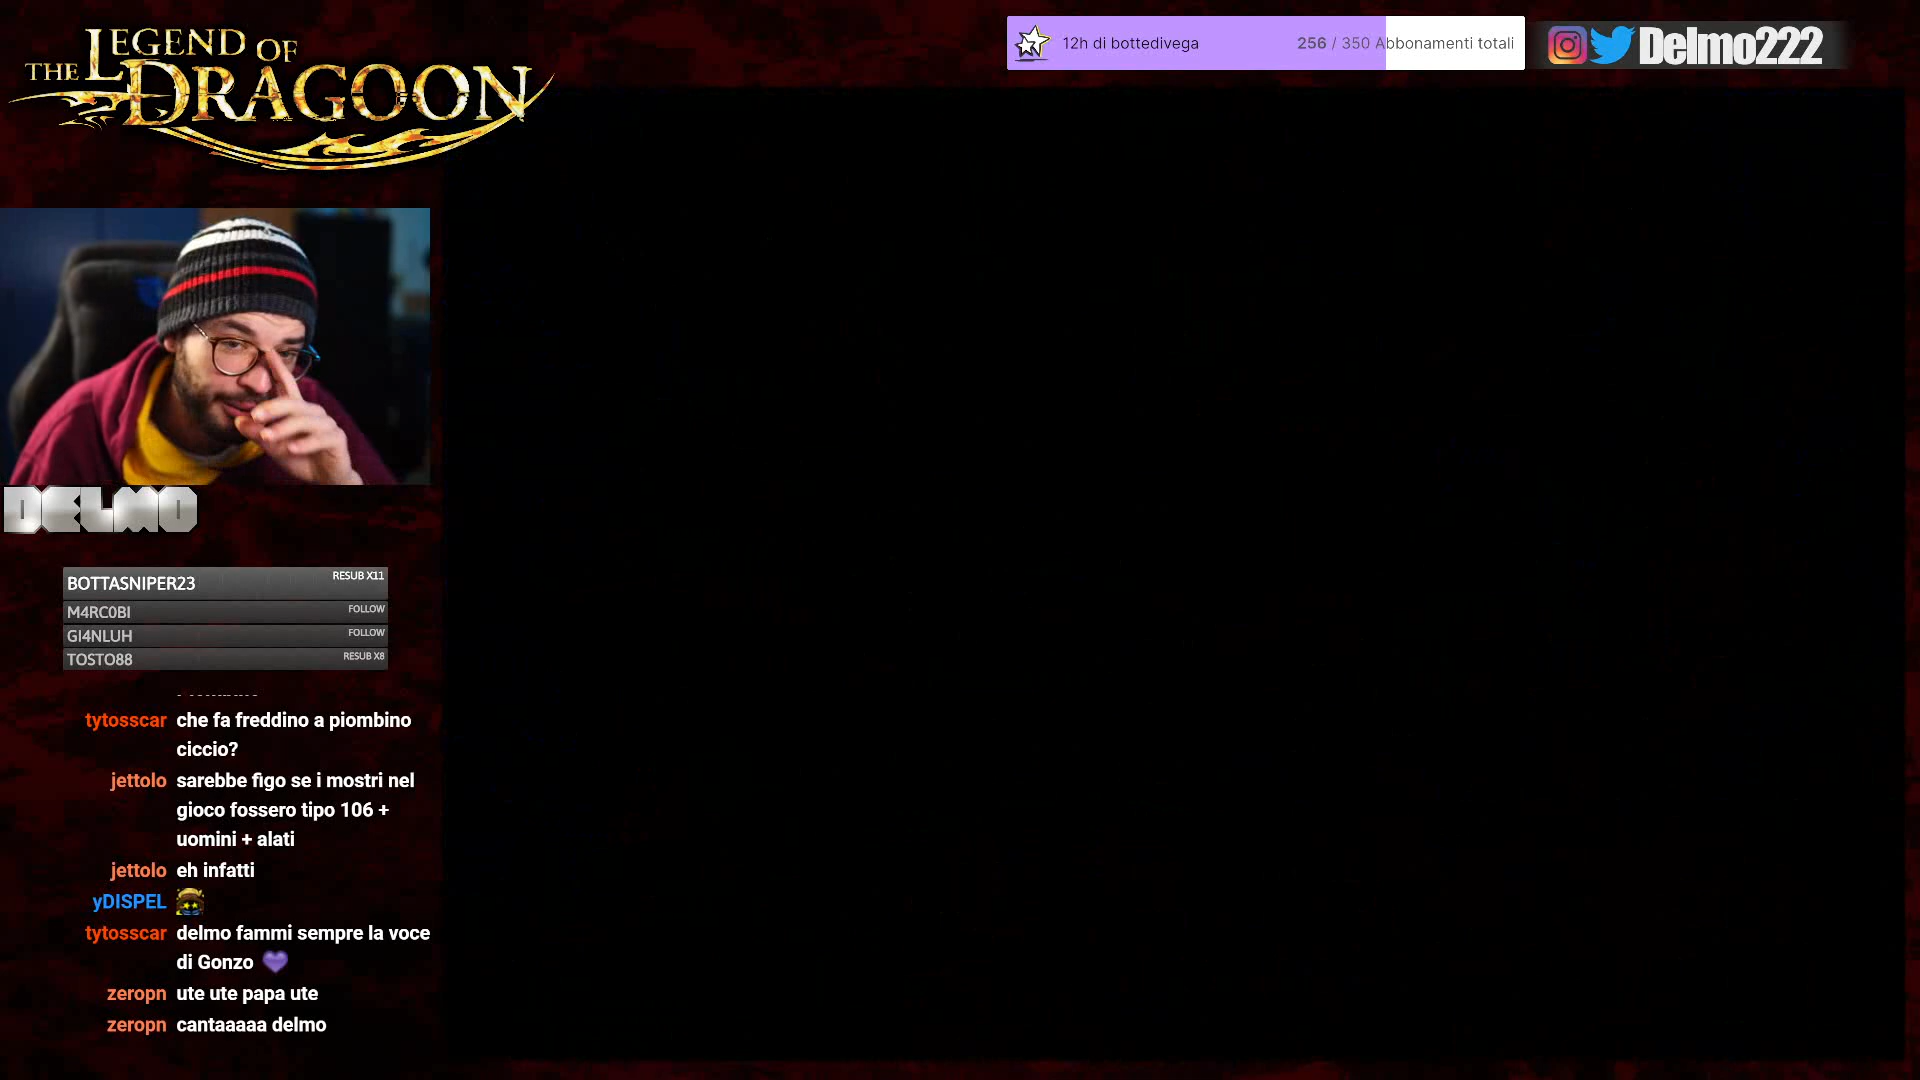 THE LEGEND OF
DRAGOON
12h di bottedivega
256 / 350 Abbonamenti totali
Delmo222
DELMO
BOTTASNIPER23 RESUB X11
M4RC0BI FOLLOW
GI4NLUH FOLLOW
TOSTO88 RESUB X8
tytosscar che fa freddino a piombino
ciccio?
jettolo sarebbe figo se i mostri nel
gioco fossero tipo 106 +
uomini + alati
jettolo eh infatti
yDISPEL
tytosscar delmo fammi sempre la voce
di Gonzo
zeropn ute ute papa ute
zeropn cantaaaaa delmo